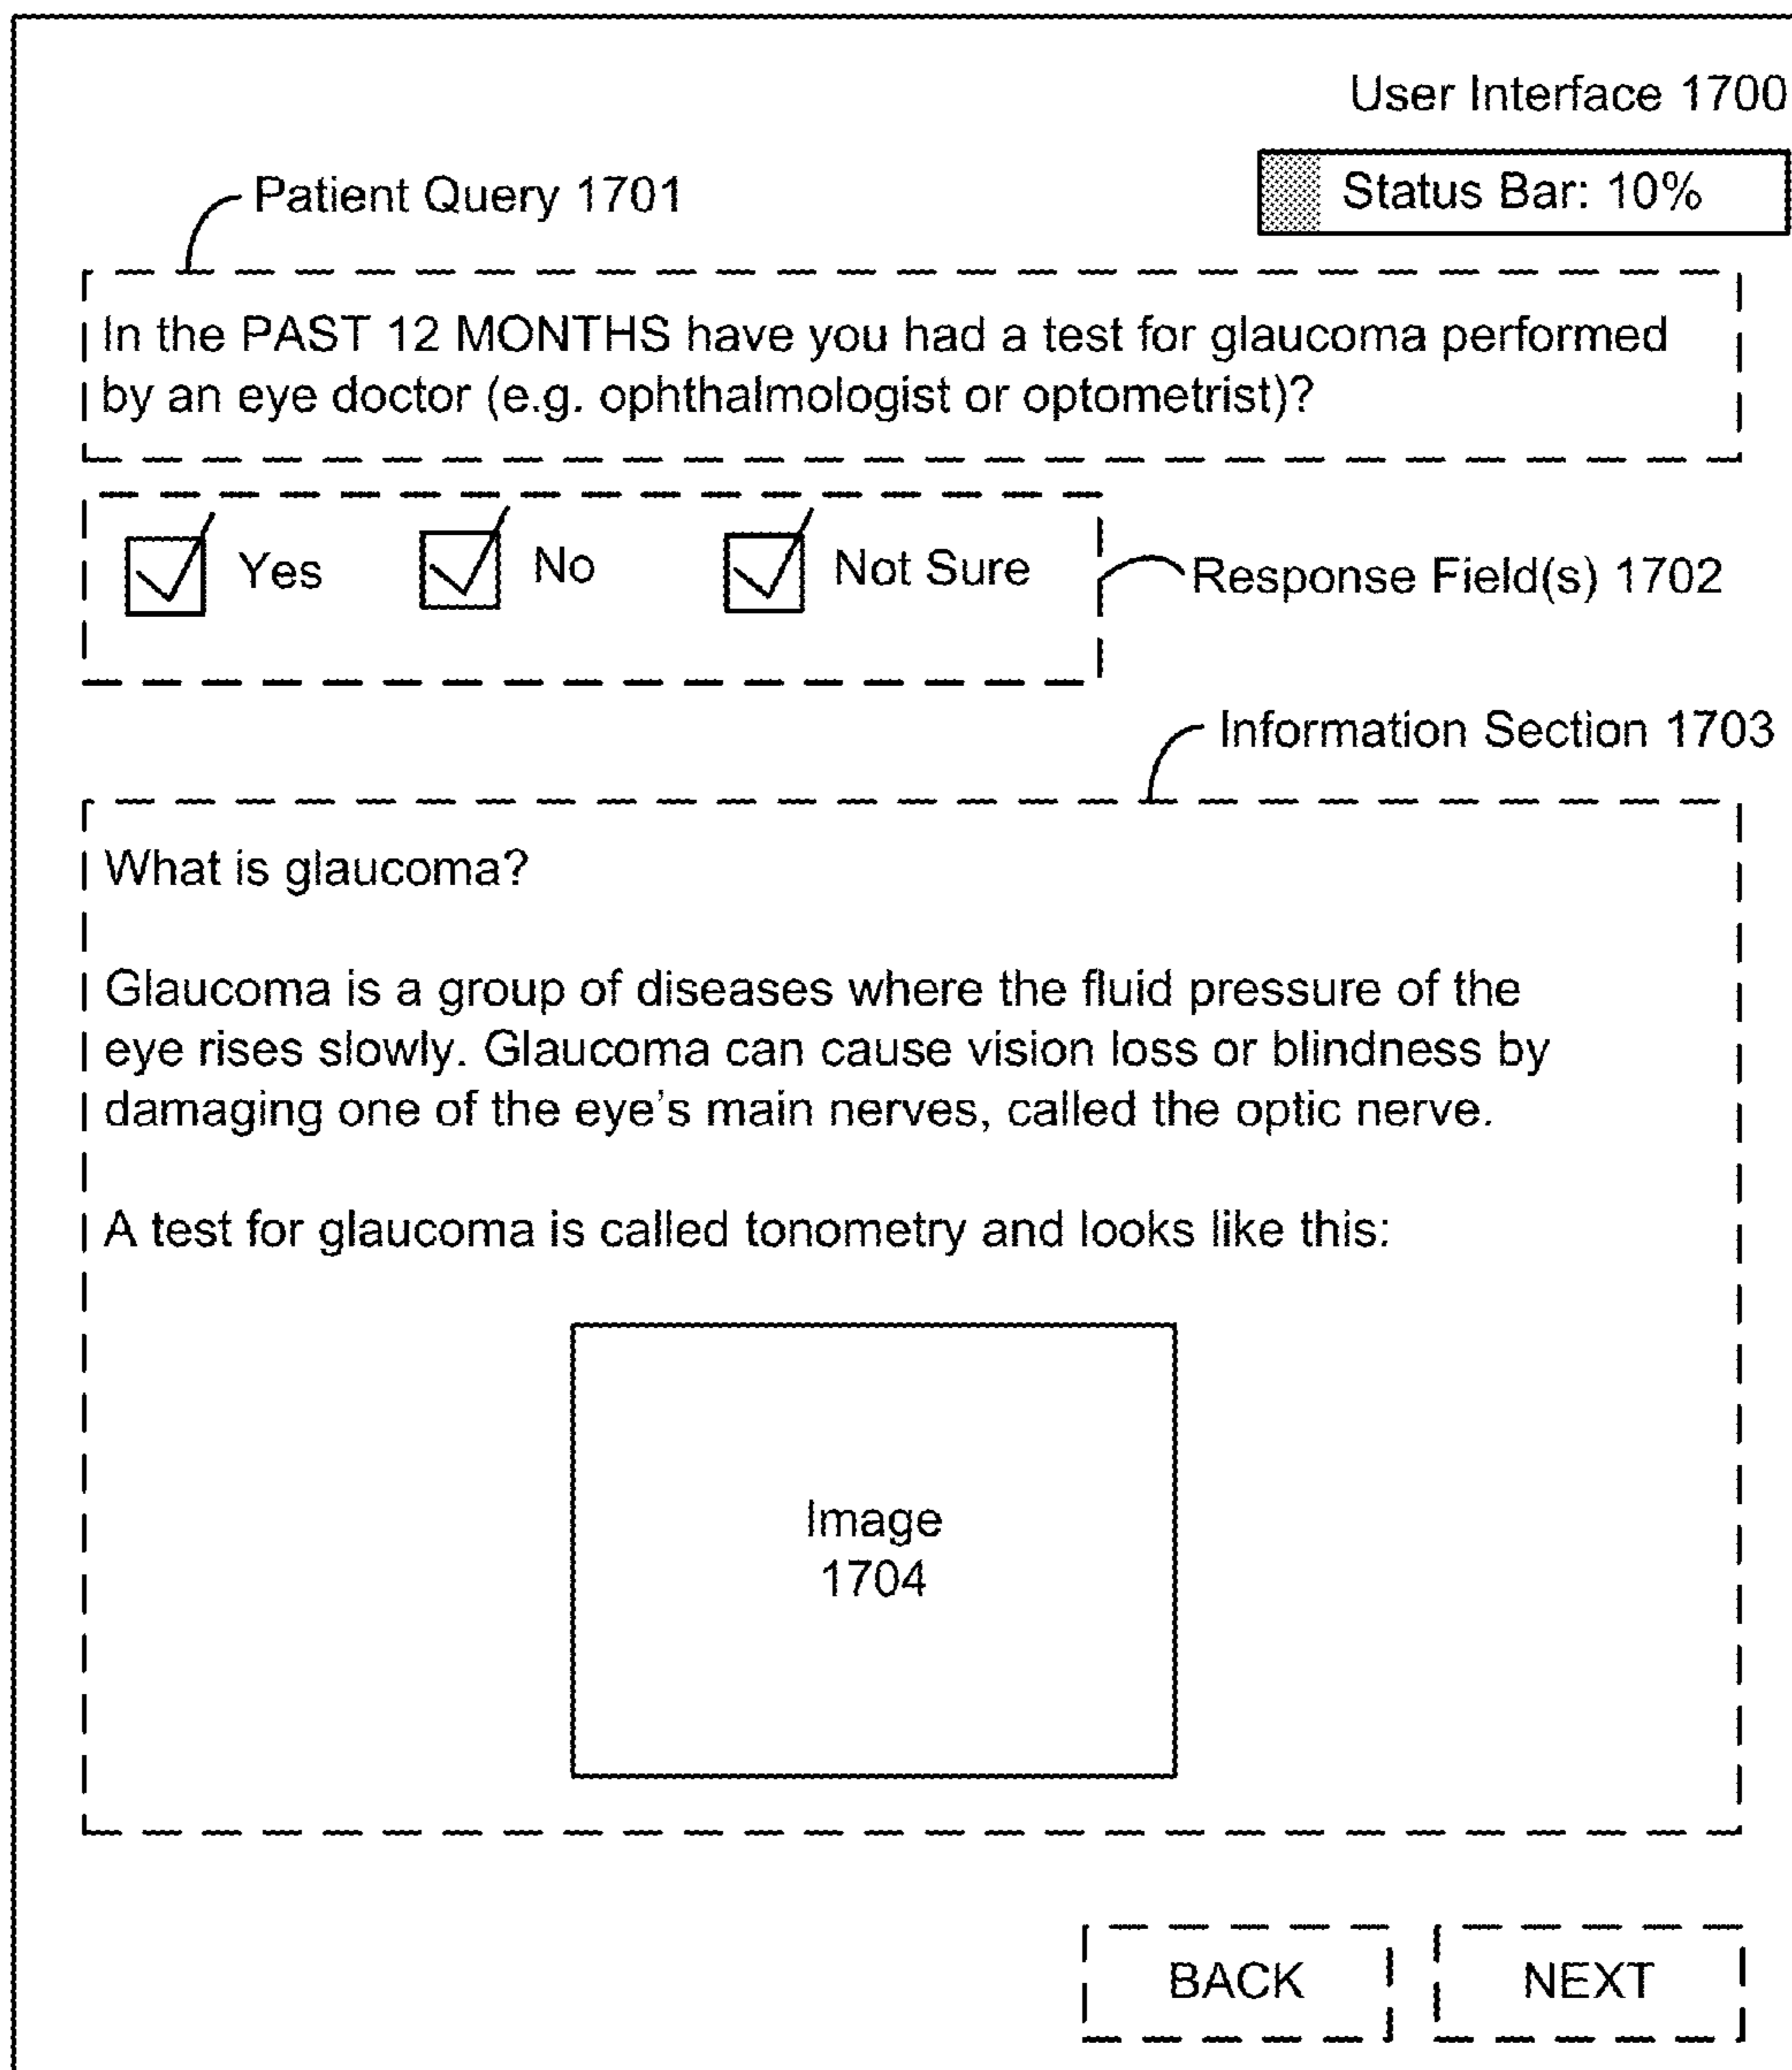 User Interface 1700
Status Bar: 10%
Patient Query 1701
In the PAST 12 MONTHS have you had a test for glaucoma performed
by an eye doctor (e.g. ophthalmologist or optometrist)?
Yes No Not Sure
Response Field(s) 1702
Information Section 1703
What is glaucoma?
Glaucoma is a group of diseases where the fluid pressure of the
eye rises slowly. Glaucoma can cause vision loss or blindness by
damaging one of the eye's main nerves, called the optic nerve.
A test for glaucoma is called tonometry and looks like this:
Image
1704
BACK NEXT